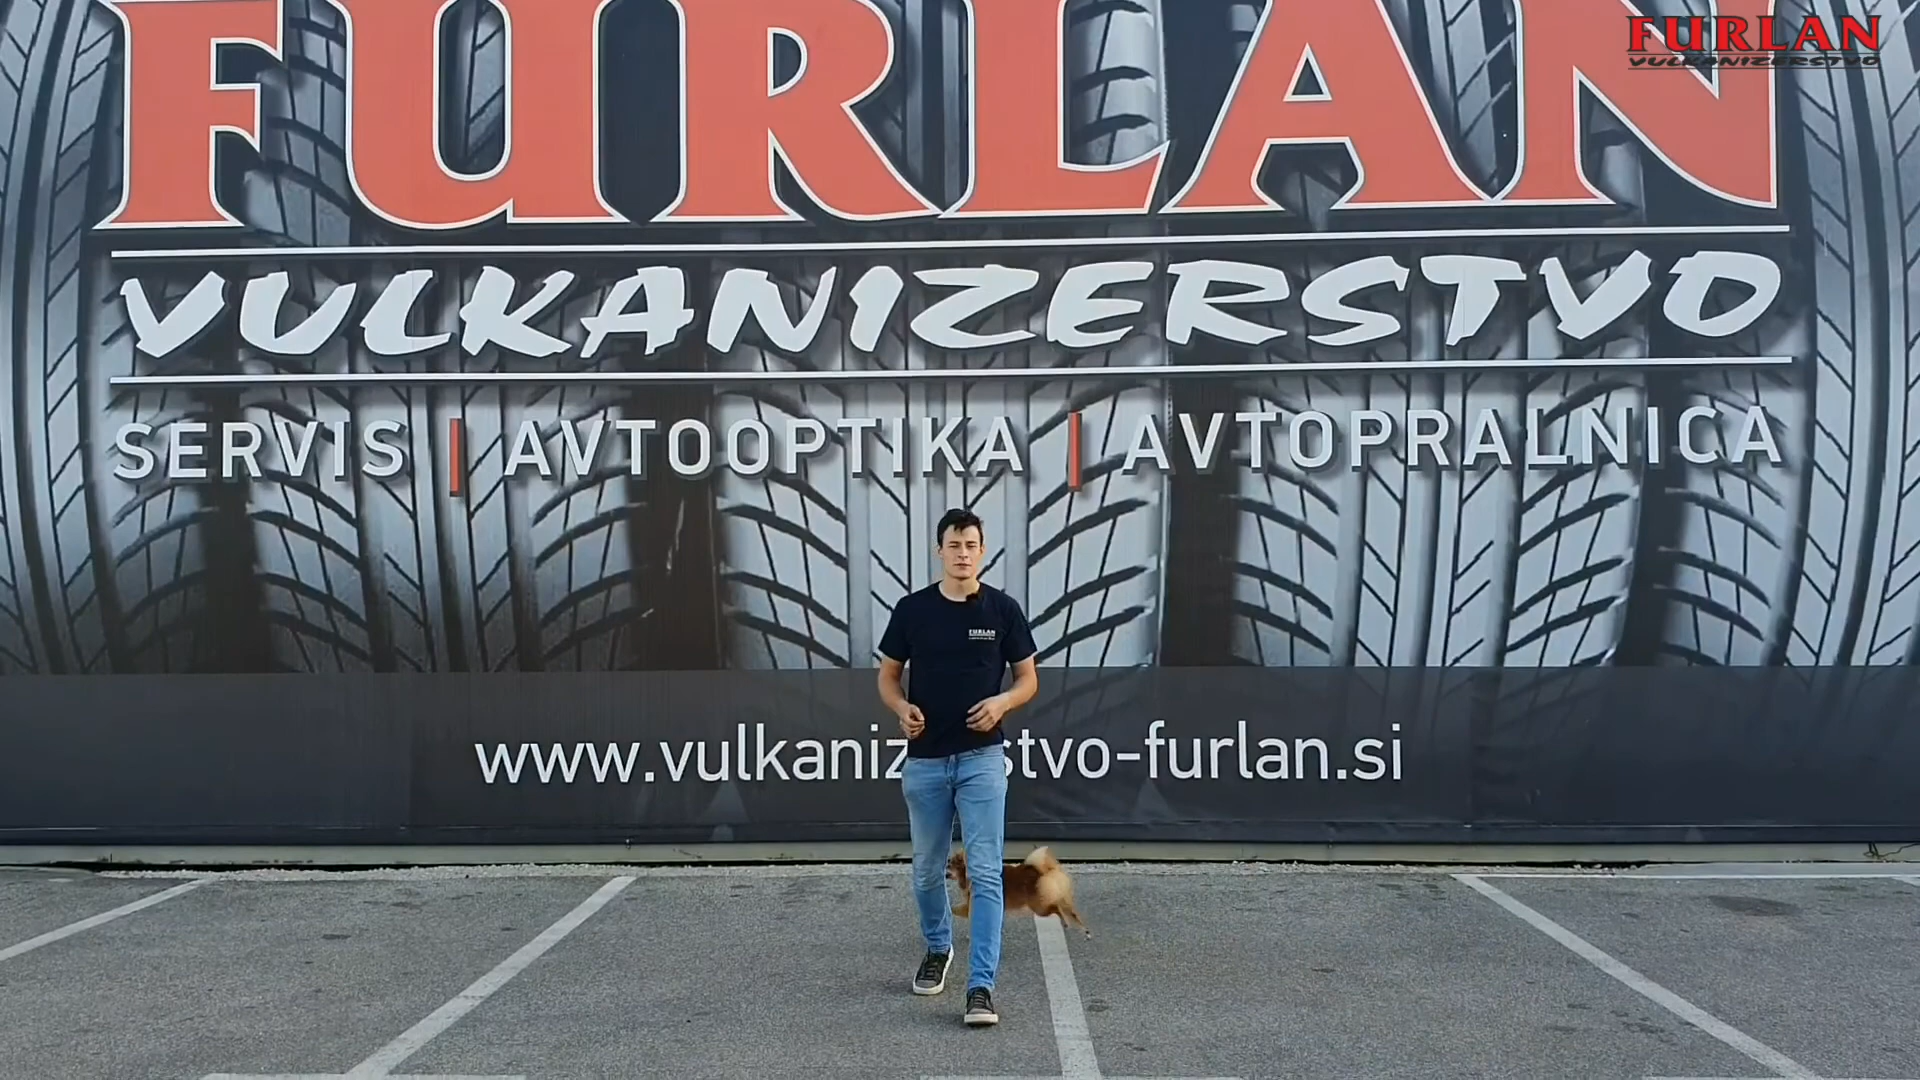 FURLAN
VULKANIZERSTVO
FURLAN
VULKANIZERSTVO
SERVIS | AVTOOPTIKA | AVTOPRALNICA
FURLAN
www.vulkaniz stvo-furlan.si